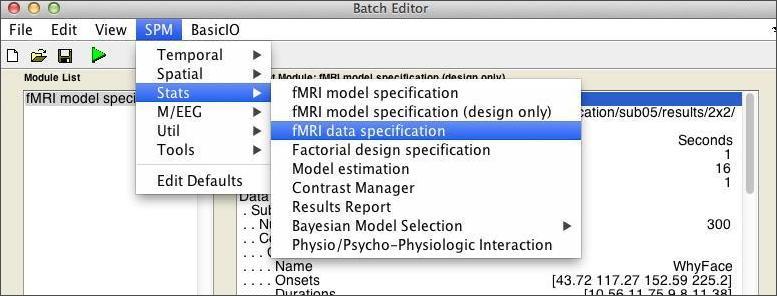 Batch Editor
File Edit View SPM BasicIO
Module List
t Module: fMRI model specification (design only)
fMRI model speci
Temporal
Spatial
Stats
M/EEG
Util
Tools
Edit Defaults
fMRI model specification
fMRI model specification (design only)
fMRI data specification
Factorial design specification
Model estimation
Contrast Manager
Results Report
Bayesian Model Selection
Physio/Psycho-Physiologic Interaction
cation/sub05/results/2x2/
Seconds
1
16
1
Data
. Sub
. . Nu 300
. . Co
. . . C
. . . . Name WhyFace
. . . . Onsets [43.72 117.27 152.59 225.2]
. . . . Durations [10.56 11.75 9.8 11.38]